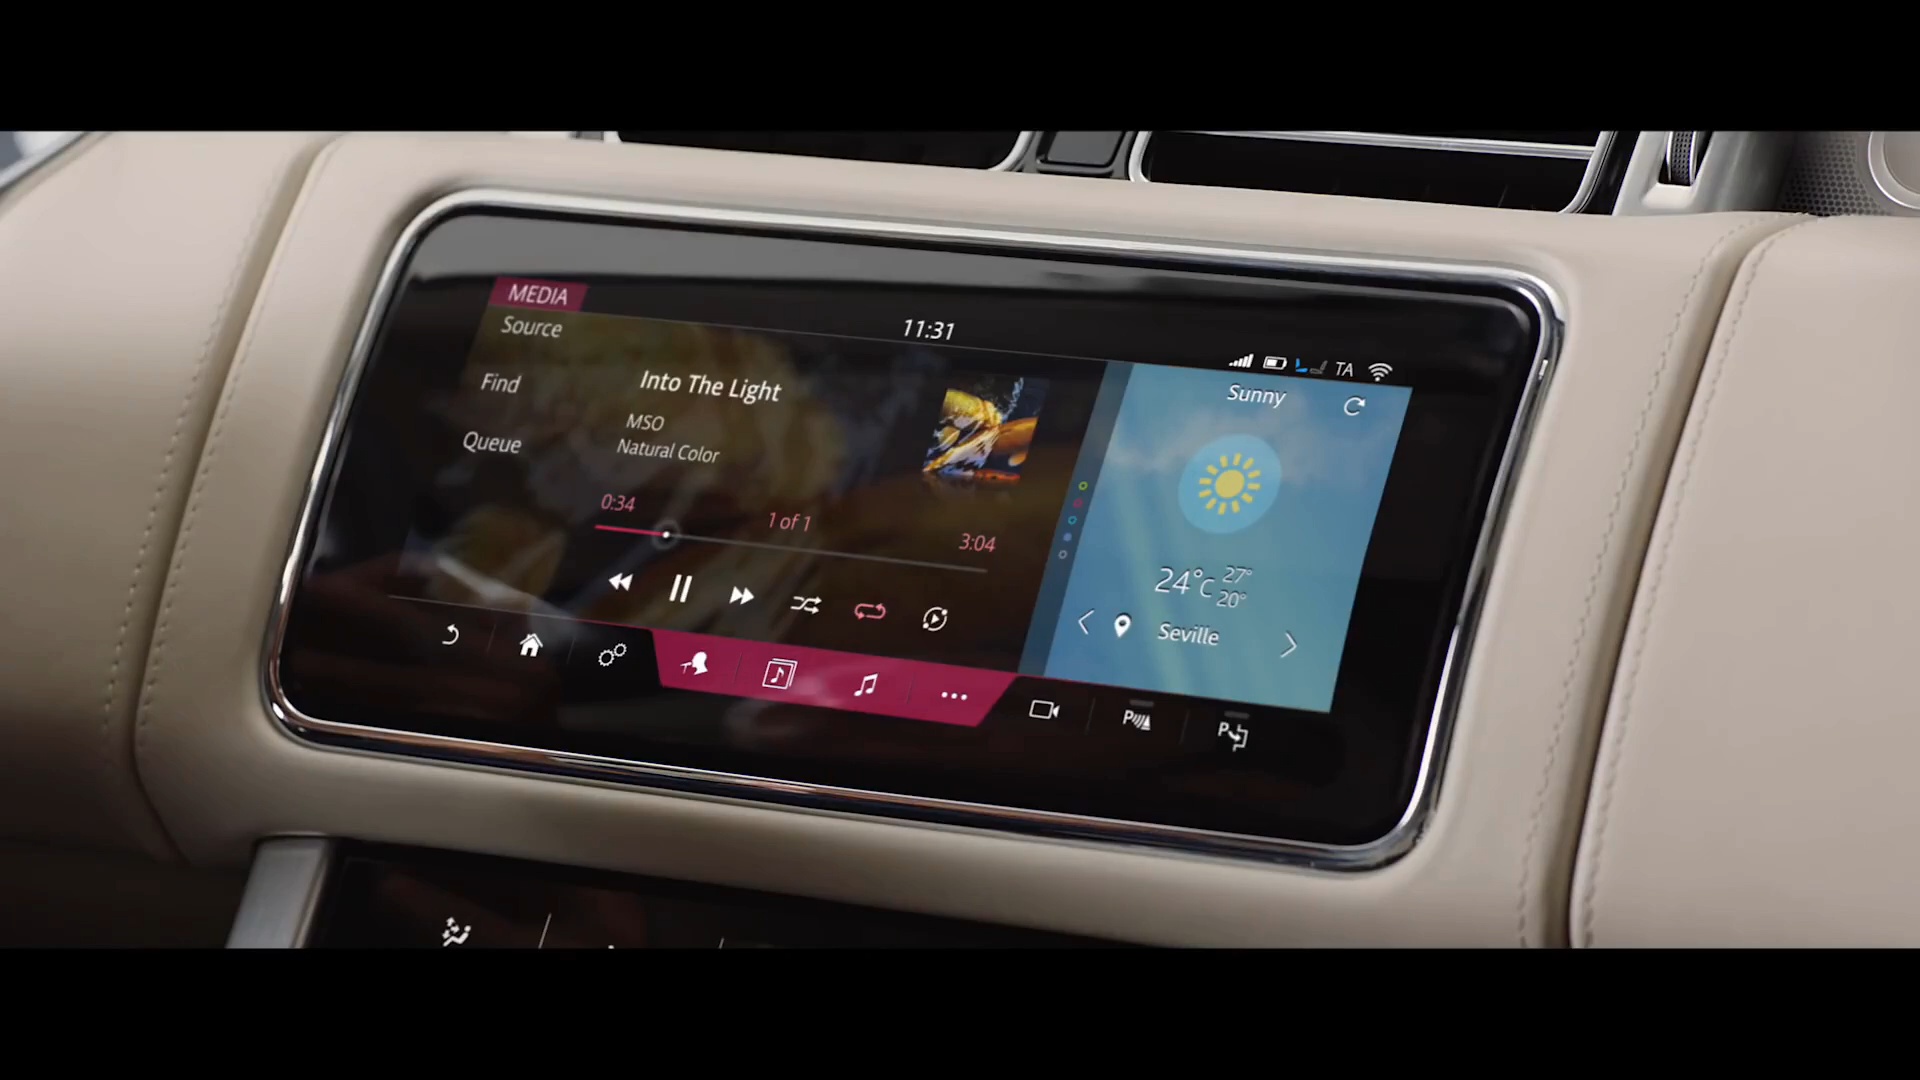 MEDIA
11:31
TA
Source
Find
Queue
Into The Light
MSO
Natural Color
0:34
1 of 1
3:04
Sunny
24°C
27°
20°
Seville
P
P